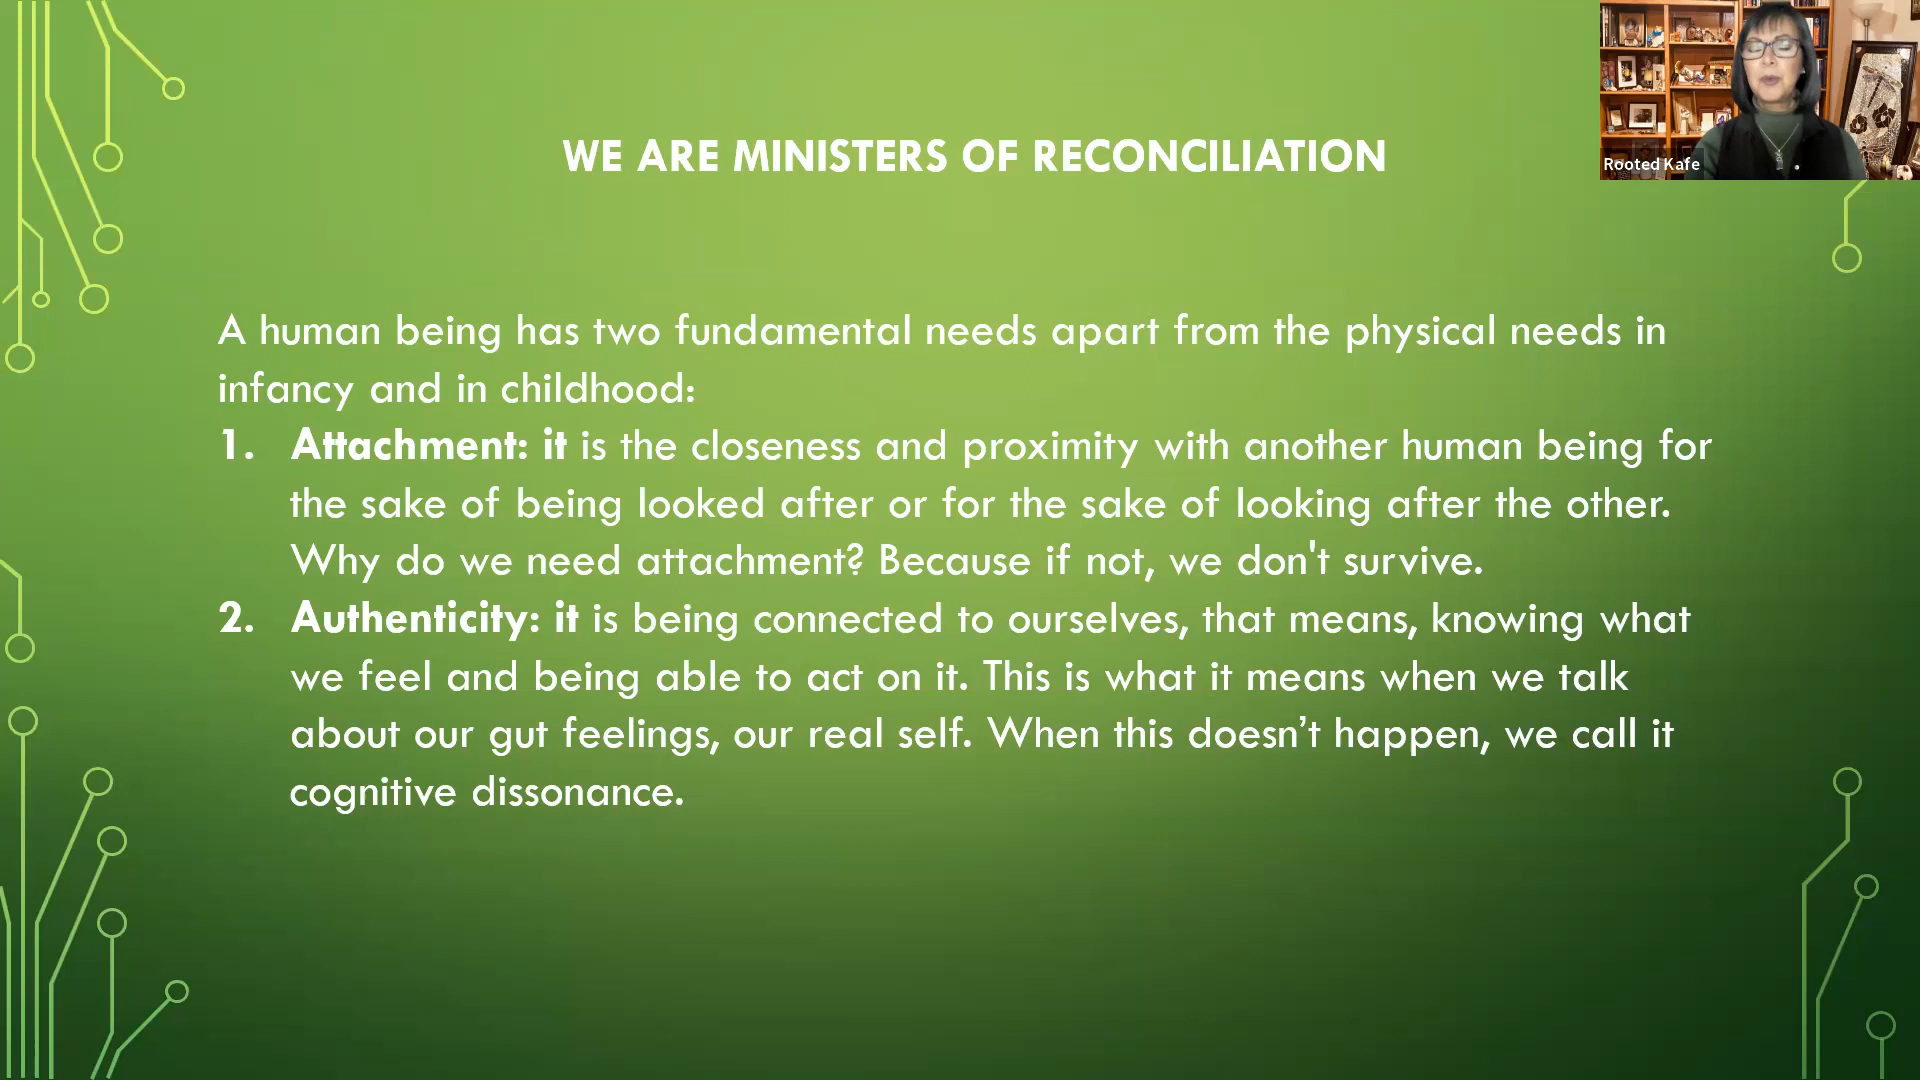 WE ARE MINISTERS OF RECONCILIATION
Rooted Kafe
A human being has two fundamental needs apart from the physical needs in
infancy and in childhood:
1. Attachment: it is the closeness and proximity with another human being for
the sake of being looked after or for the sake of looking after the other.
Why do we need attachment? Because if not, we don't survive.
2. Authenticity: it is being connected to ourselves, that means, knowing what
we feel and being able to act on it. This is what it means when we talk
about our gut feelings, our real self. When this doesn’t happen, we call it
cognitive dissonance.